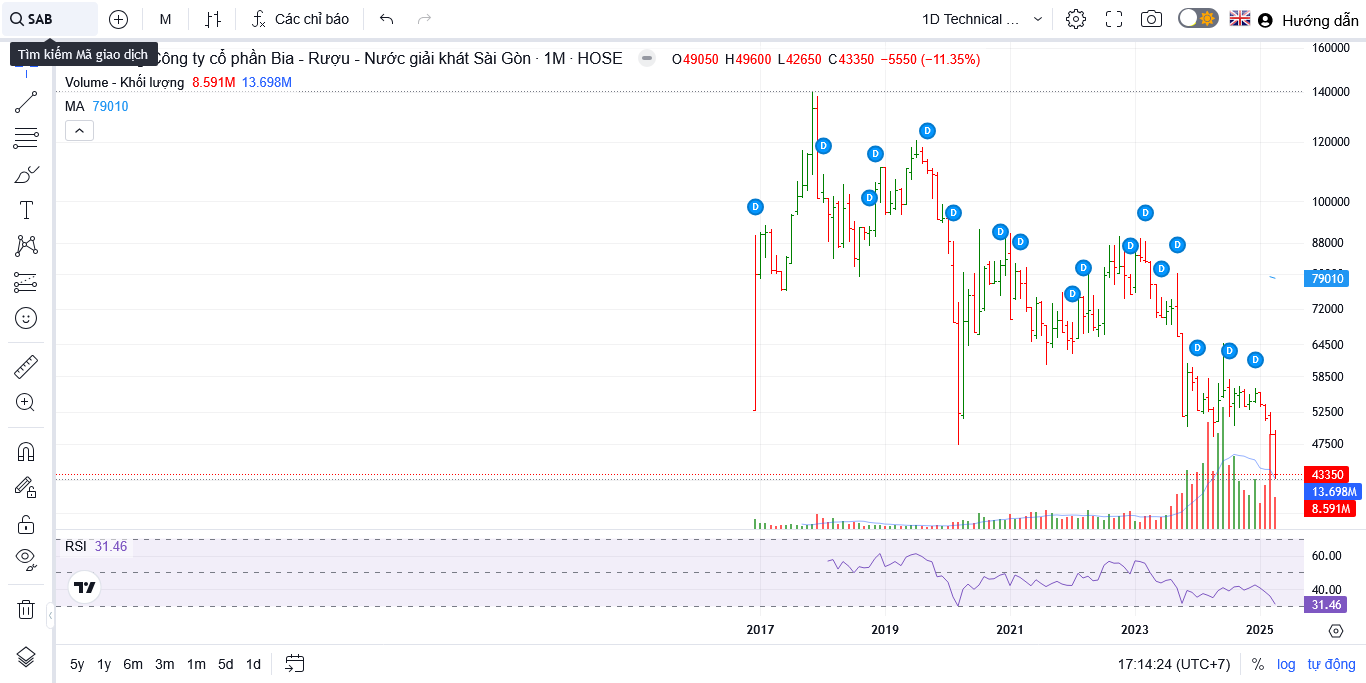 SAB M Các chỉ báo 1D Technical ... Hướng dẫn
Tìm kiếm Mã giao dịch
Công ty cổ phần Bia - Rượu - Nước giải khát Sài Gòn · 1M · HOSE O49050 H49600 L42650 C43350 −5550 (−11.35%)
Volume - Khối lượng 8.591M 13.698M
MA 79010
160000
140000
120000
100000
88000
79010
72000
64500
58500
52500
47500
43350
13.698M
8.591M
D D D D D D D D D D D D D D D D D
RSI 31.46
60.00
40.00
31.46
2017 2019 2021 2023 2025
5y 1y 6m 3m 1m 5d 1d 17:14:24 (UTC+7) % log tự động